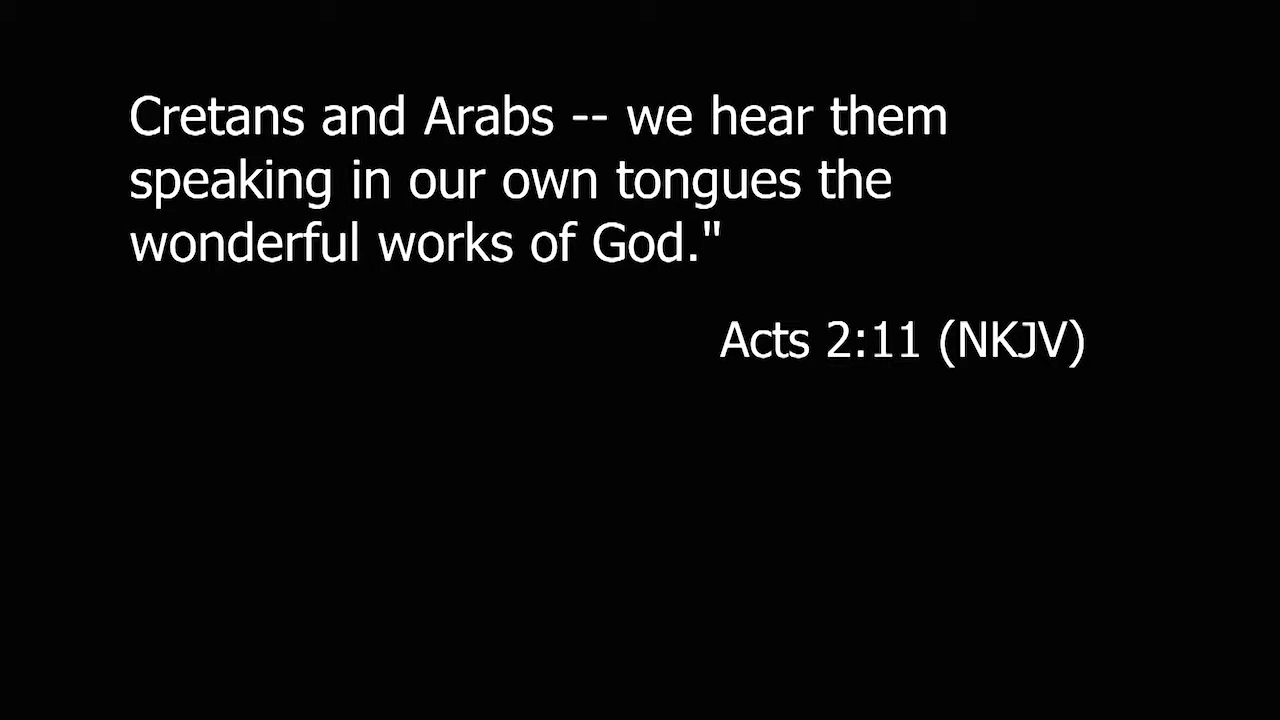 Cretans and Arabs -- we hear them
speaking in our own tongues the
wonderful works of God."
Acts 2:11 (NKJV)